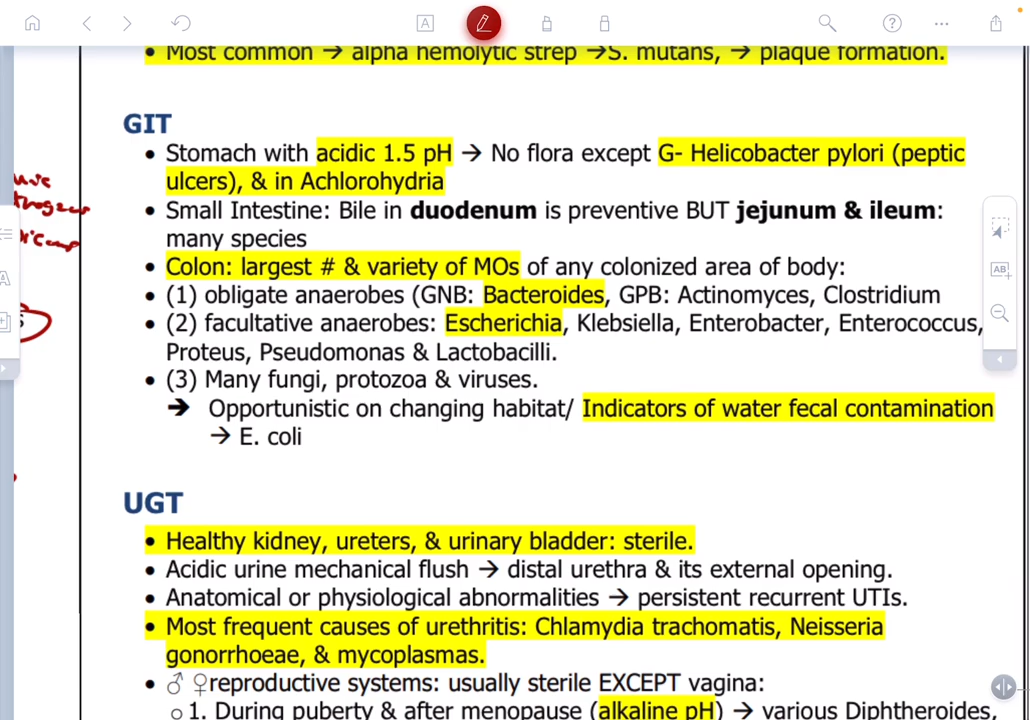 • Most common → alpha hemolytic strep →S. mutans, → plaque formation.
GIT
• Stomach with acidic 1.5 pH → No flora except G- Helicobacter pylori (peptic
ulcers), & in Achlorohydria
• Small Intestine: Bile in duodenum is preventive BUT jejunum & ileum:
many species
• Colon: largest # & variety of MOs of any colonized area of body:
• (1) obligate anaerobes (GNB: Bacteroides, GPB: Actinomyces, Clostridium
• (2) facultative anaerobes: Escherichia, Klebsiella, Enterobacter, Enterococcus,
Proteus, Pseudomonas & Lactobacilli.
• (3) Many fungi, protozoa & viruses.
➔ Opportunistic on changing habitat/ Indicators of water fecal contamination
→ E. coli
UGT
• Healthy kidney, ureters, & urinary bladder: sterile.
• Acidic urine mechanical flush → distal urethra & its external opening.
• Anatomical or physiological abnormalities → persistent recurrent UTIs.
• Most frequent causes of urethritis: Chlamydia trachomatis, Neisseria
gonorrhoeae, & mycoplasmas.
• ♂ ♀reproductive systems: usually sterile EXCEPT vagina:
o 1. During puberty & after menopause (alkaline pH) → various Diphtheroides,